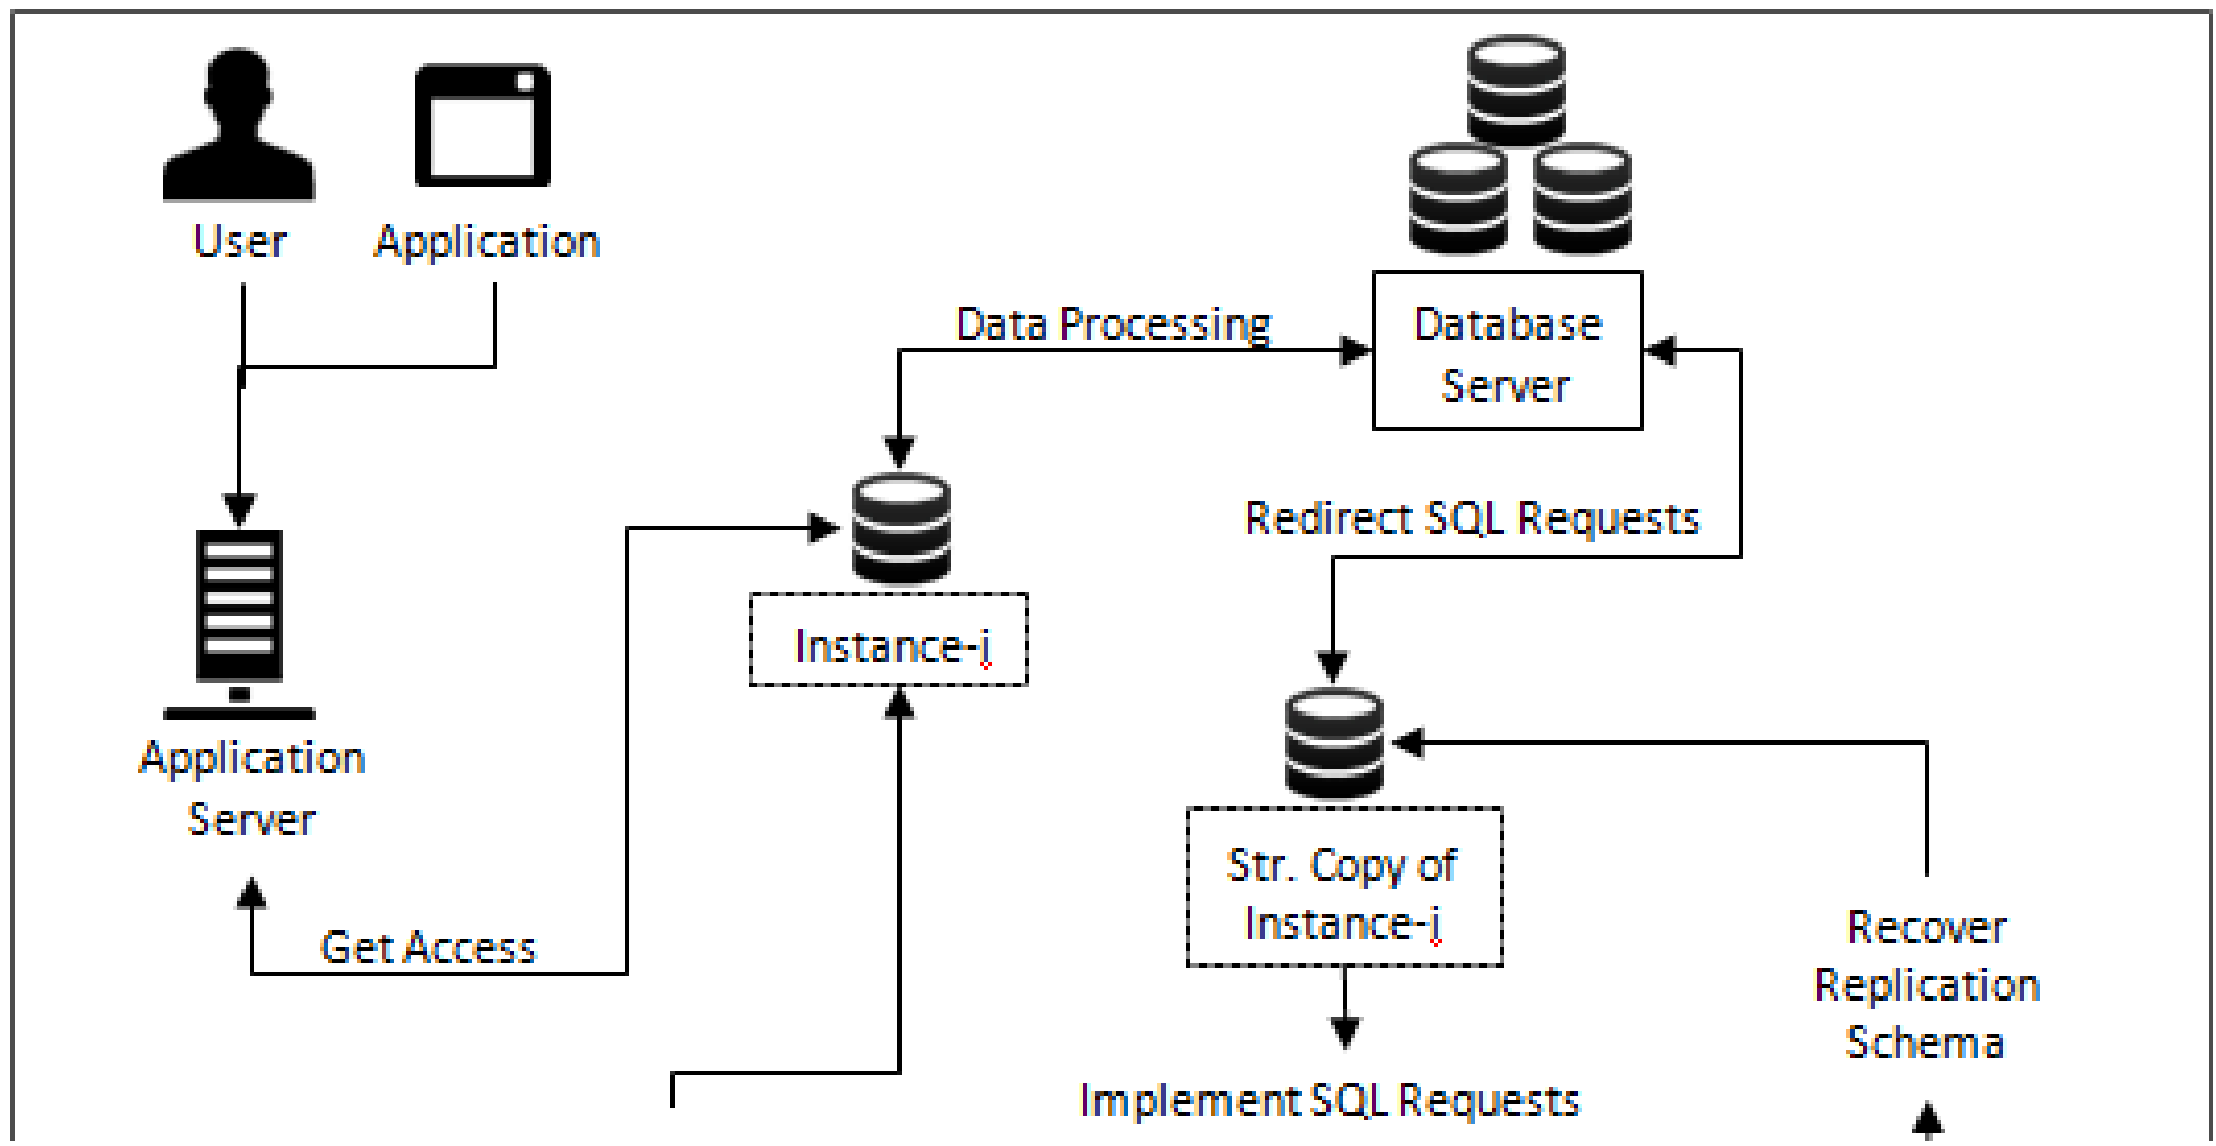 User
Application
Data Processing
Database
Server
Redirect SQL Requests
Instance-i
Application
Server
Str. Copy of
Instance-i
Get Access
Recover
Replication
Schema
Implement SQL Requests